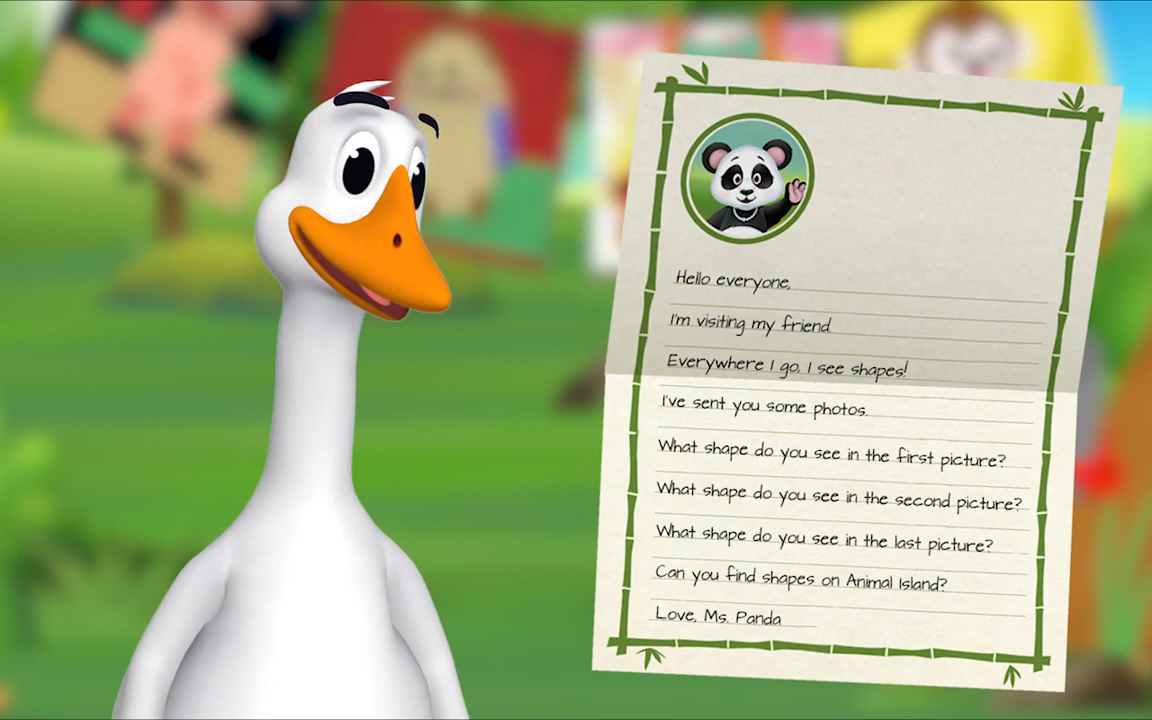 Hello everyone,
I'm visiting my friend.
Everywhere I go, I see shapes!
I've sent you some photos.
What shape do you see in the first picture?
What shape do you see in the second picture?
What shape do you see in the last picture?
Can you find shapes on Animal Island?
Love, Ms. Panda